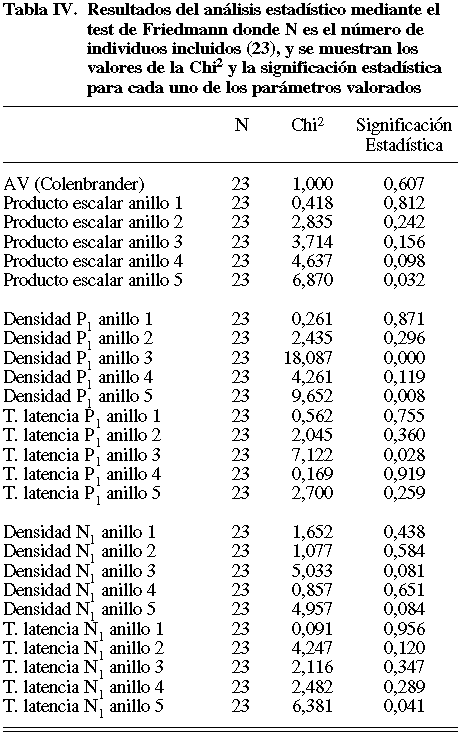 Tabla IV. Resultados del análisis estadístico mediante el
test de Friedmann donde N es el número de
individuos incluidos (23), y se muestran los
valores de la Chi² y la significación estadística
para cada uno de los parámetros valorados
N Chi² Significación
Estadística
AV (Colenbrander) 23 1,000 0,607
Producto escalar anillo 1 23 0,418 0,812
Producto escalar anillo 2 23 2,835 0,242
Producto escalar anillo 3 23 3,714 0,156
Producto escalar anillo 4 23 4,637 0,098
Producto escalar anillo 5 23 6,870 0,032
Densidad P₁ anillo 1 23 0,261 0,871
Densidad P₁ anillo 2 23 2,435 0,296
Densidad P₁ anillo 3 23 18,087 0,000
Densidad P₁ anillo 4 23 4,261 0,119
Densidad P₁ anillo 5 23 9,652 0,008
T. latencia P₁ anillo 1 23 0,562 0,755
T. latencia P₁ anillo 2 23 2,045 0,360
T. latencia P₁ anillo 3 23 7,122 0,028
T. latencia P₁ anillo 4 23 0,169 0,919
T. latencia P₁ anillo 5 23 2,700 0,259
Densidad N₁ anillo 1 23 1,652 0,438
Densidad N₁ anillo 2 23 1,077 0,584
Densidad N₁ anillo 3 23 5,033 0,081
Densidad N₁ anillo 4 23 0,857 0,651
Densidad N₁ anillo 5 23 4,957 0,084
T. latencia N₁ anillo 1 23 0,091 0,956
T. latencia N₁ anillo 2 23 4,247 0,120
T. latencia N₁ anillo 3 23 2,116 0,347
T. latencia N₁ anillo 4 23 2,482 0,289
T. latencia N₁ anillo 5 23 6,381 0,041